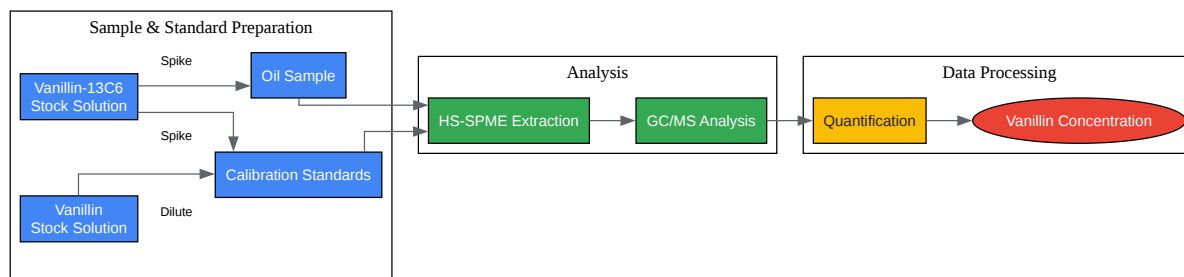 Sample & Standard Preparation
Spike
Oil Sample
Vanillin-13C6
Stock Solution
Spike
Calibration Standards
Vanillin
Stock Solution
Dilute
Analysis
HS-SPME Extraction
GC/MS Analysis
Data Processing
Quantification
Vanillin Concentration